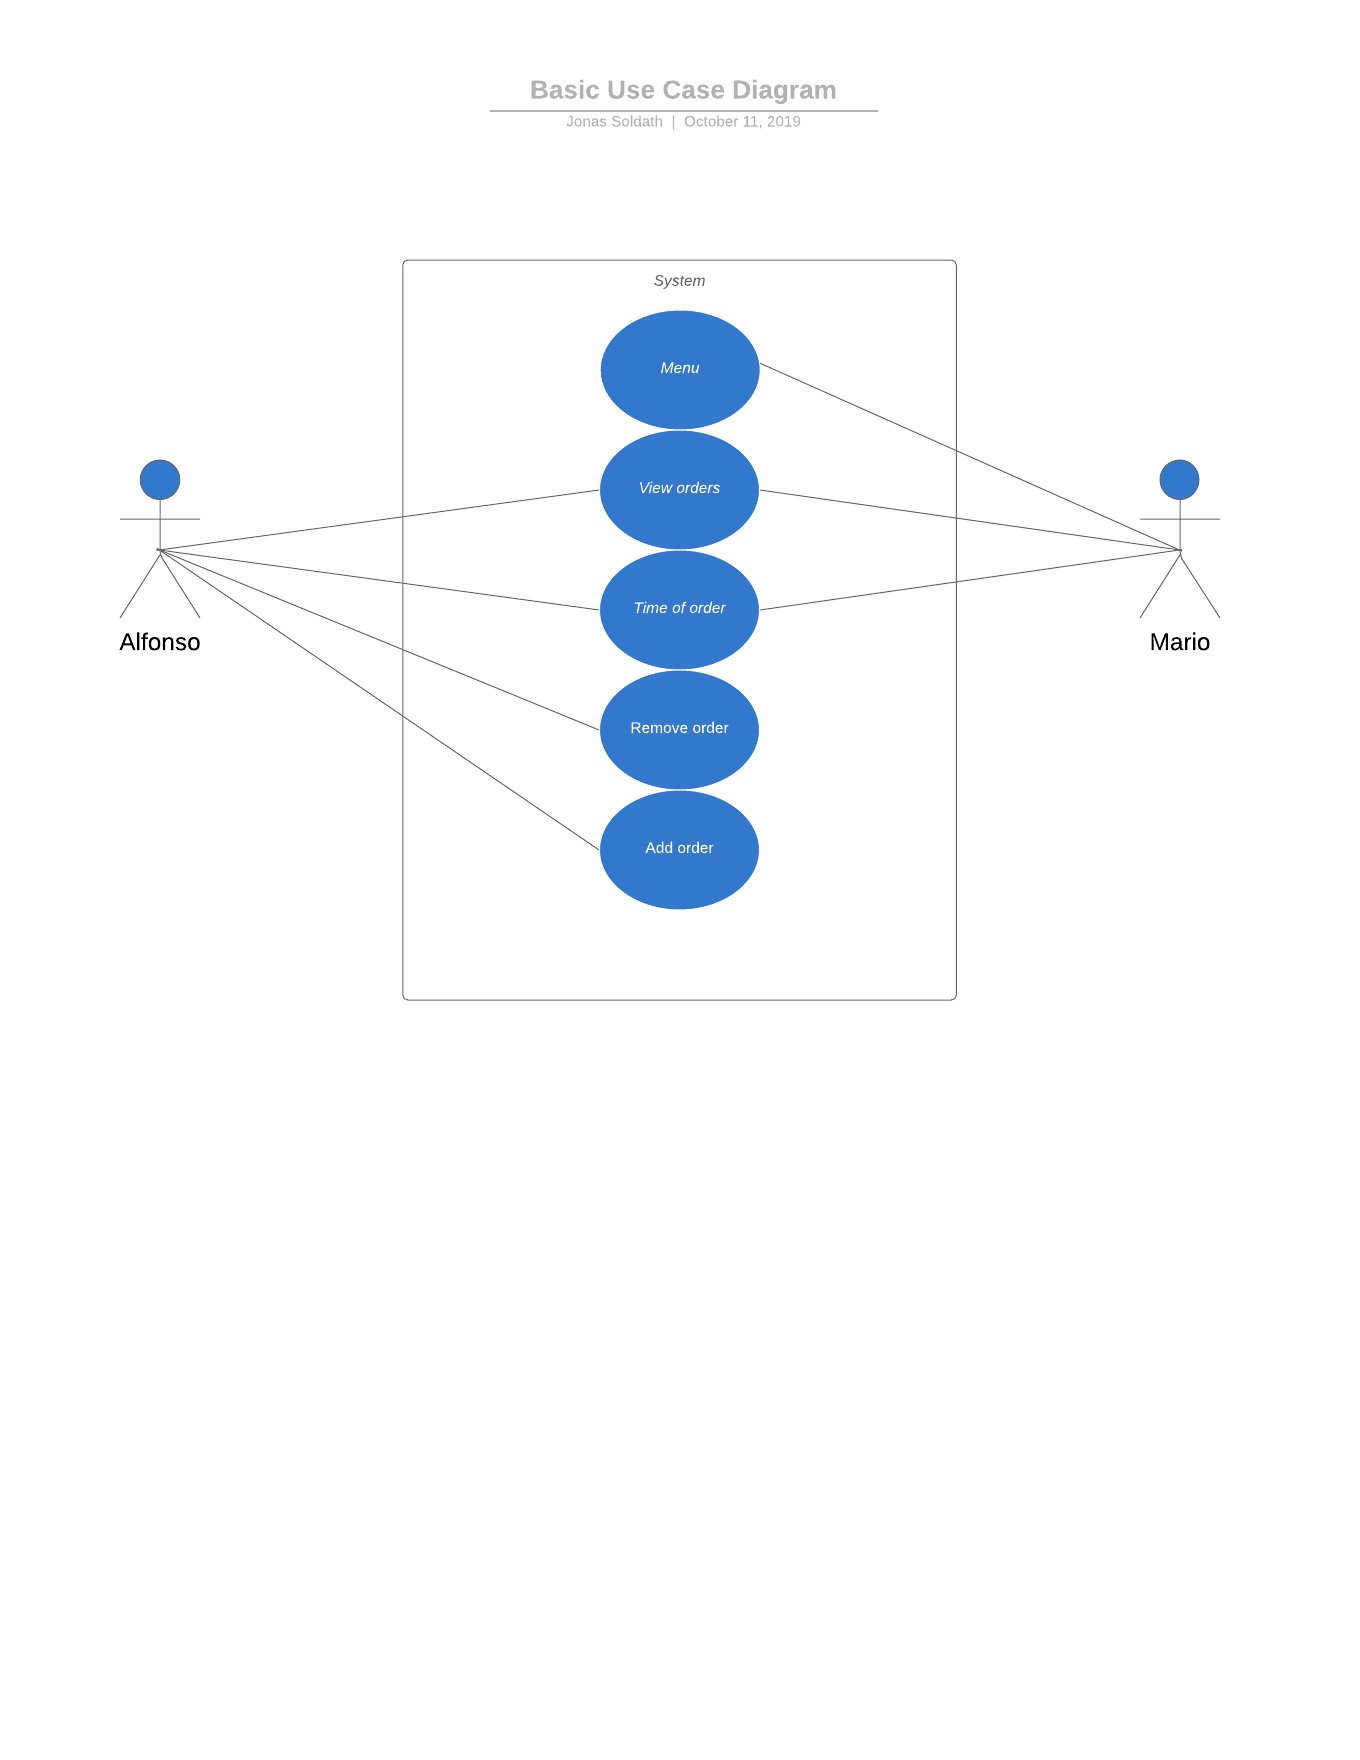 Basic Use Case Diagram
Jonas Soldath | October 11, 2019
System
Menu
View orders
Time of order
Alfonso
Mario
Remove order
Add order